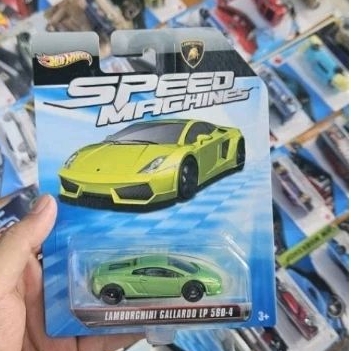 Hot Wheels
SPEED
MACHINES
LAMBORGHINI GALLARDO LP 560-4
3+